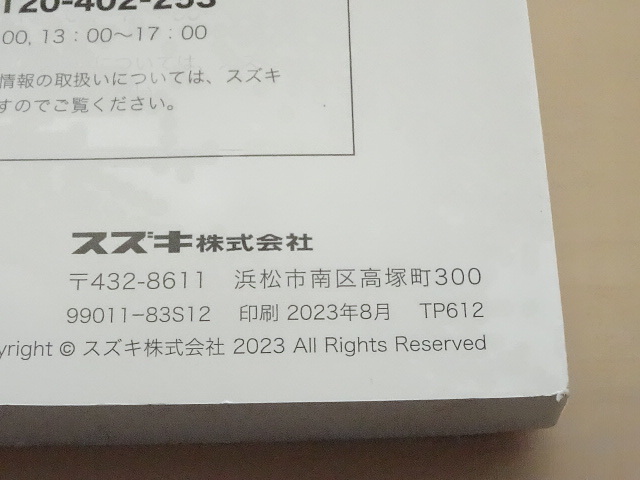 120-402-253
00, 13：00～17：00
情報の取扱いについては、スズキ
すのでご覧ください。
スズキ株式会社
〒432-8611 浜松市南区高塚町300
99011-83S12 印刷 2023年8月 TP612
yright © スズキ株式会社 2023 All Rights Reserved